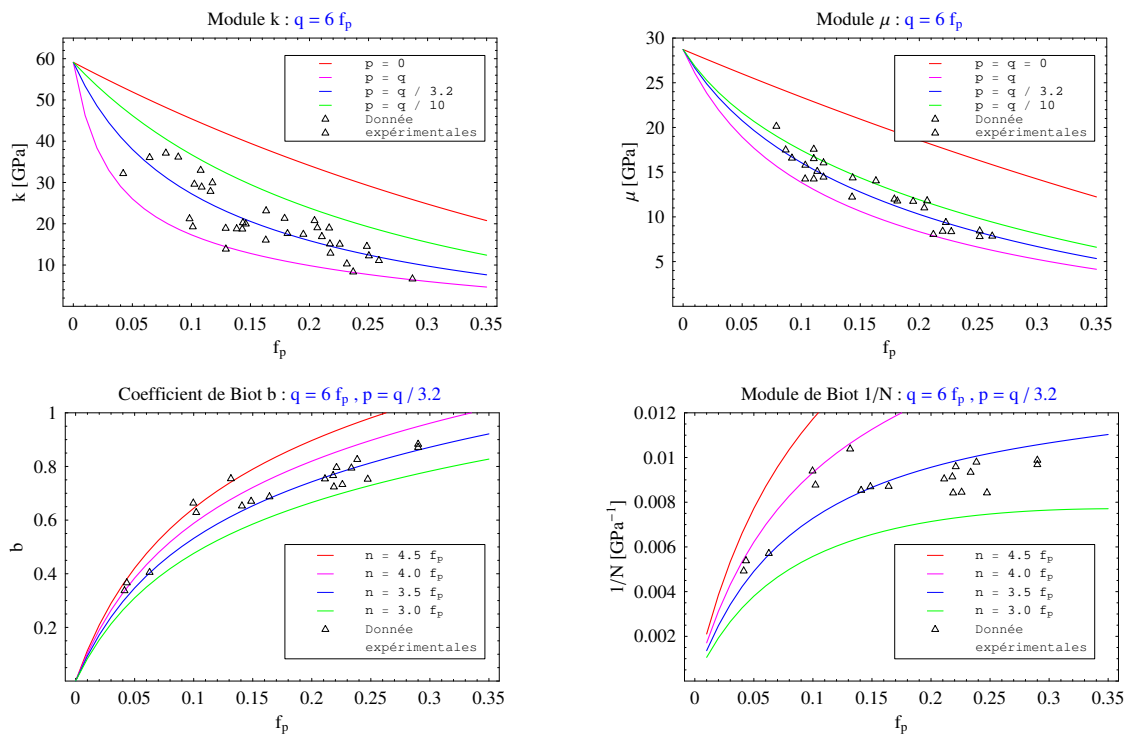 Module k : q = 6 f_p
60
50
40
30
20
10
k [GPa]
p = 0
p = q
p = q / 3.2
p = q / 10
Donnée
expérimentales
0
0.05
0.1
0.15
0.2
0.25
0.3
0.35
f_p
Module μ : q = 6 f_p
30
25
20
15
10
5
μ [GPa]
p = q = 0
p = q
p = q / 3.2
p = q / 10
Donnée
expérimentales
0
0.05
0.1
0.15
0.2
0.25
0.3
0.35
f_p
Coefficient de Biot b : q = 6 f_p , p = q / 3.2
1
0.8
0.6
0.4
0.2
b
n = 4.5 f_p
n = 4.0 f_p
n = 3.5 f_p
n = 3.0 f_p
Donnée
expérimentales
0
0.05
0.1
0.15
0.2
0.25
0.3
0.35
f_p
Module de Biot 1/N : q = 6 f_p , p = q / 3.2
0.012
0.01
0.008
0.006
0.004
0.002
1/N [GPa⁻¹]
n = 4.5 f_p
n = 4.0 f_p
n = 3.5 f_p
n = 3.0 f_p
Donnée
expérimentales
0
0.05
0.1
0.15
0.2
0.25
0.3
0.35
f_p